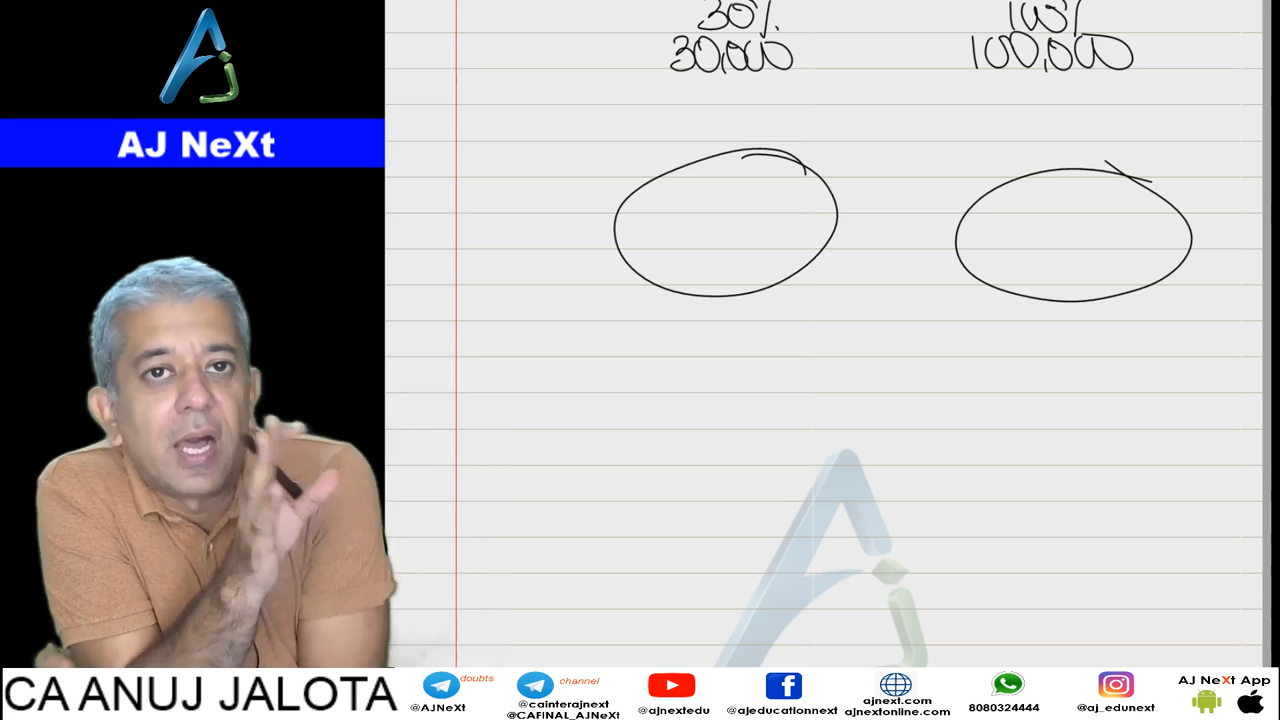 30% 100%
30,000 100,000
AJ NeXt
CA ANUJ JALOTA
doubts
@AJNeXt
channel
@cainterajnext
@CAFINAL_AJNeXt
@ajnextedu
@ajeducationnext
ajnext.com
ajnextonline.com
8080324444
@aj_edunext
AJ NeXt App